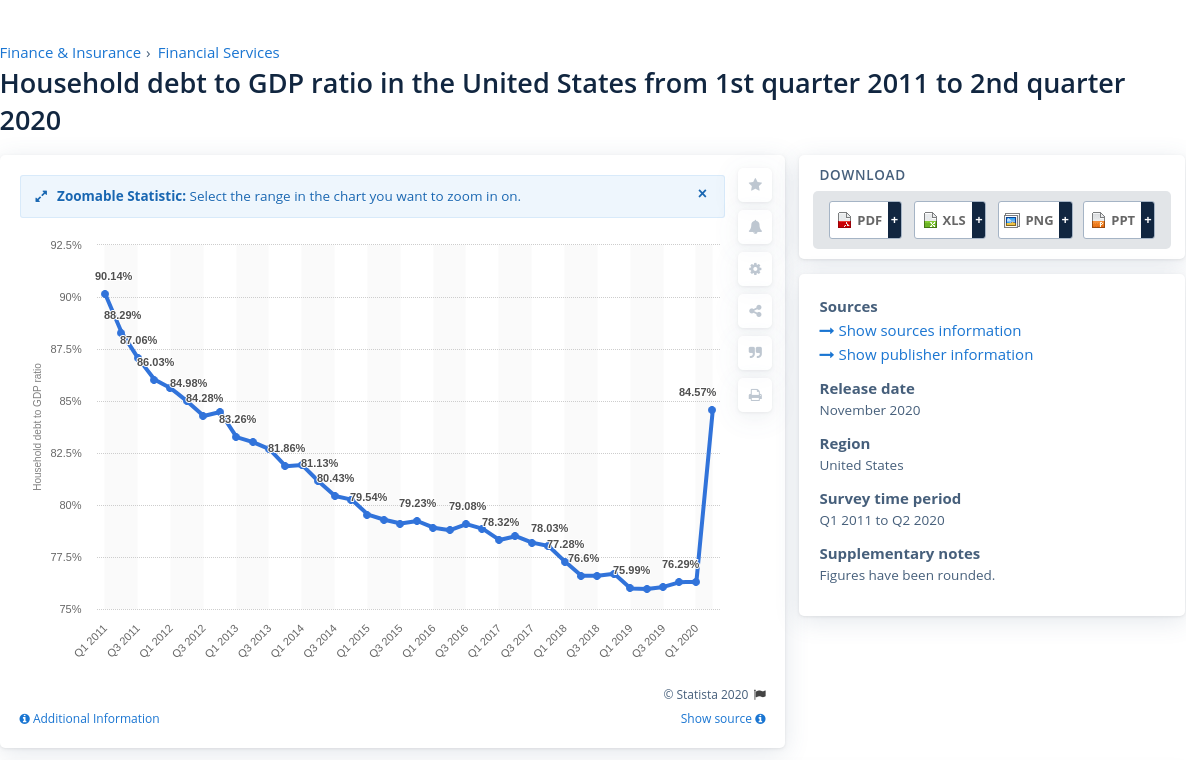 Finance & Insurance › Financial Services
Household debt to GDP ratio in the United States from 1st quarter 2011 to 2nd quarter
2020
Zoomable Statistic: Select the range in the chart you want to zoom in on.
×
Household debt to GDP ratio
92.5%
90%
87.5%
85%
82.5%
80%
77.5%
75%
90.14%
88.29%
87.06%
86.03%
84.98%
84.28%
83.26%
81.86%
81.13%
80.43%
79.54%
79.23%
79.08%
78.32%
78.03%
77.28%
76.6%
75.99%
76.29%
84.57%
Q1 2011
Q3 2011
Q1 2012
Q3 2012
Q1 2013
Q3 2013
Q1 2014
Q3 2014
Q1 2015
Q3 2015
Q1 2016
Q3 2016
Q1 2017
Q3 2017
Q1 2018
Q3 2018
Q1 2019
Q3 2019
Q1 2020
© Statista 2020
Additional Information
Show source
DOWNLOAD
PDF + XLS + PNG + PPT +
Sources
Show sources information
Show publisher information
Release date
November 2020
Region
United States
Survey time period
Q1 2011 to Q2 2020
Supplementary notes
Figures have been rounded.